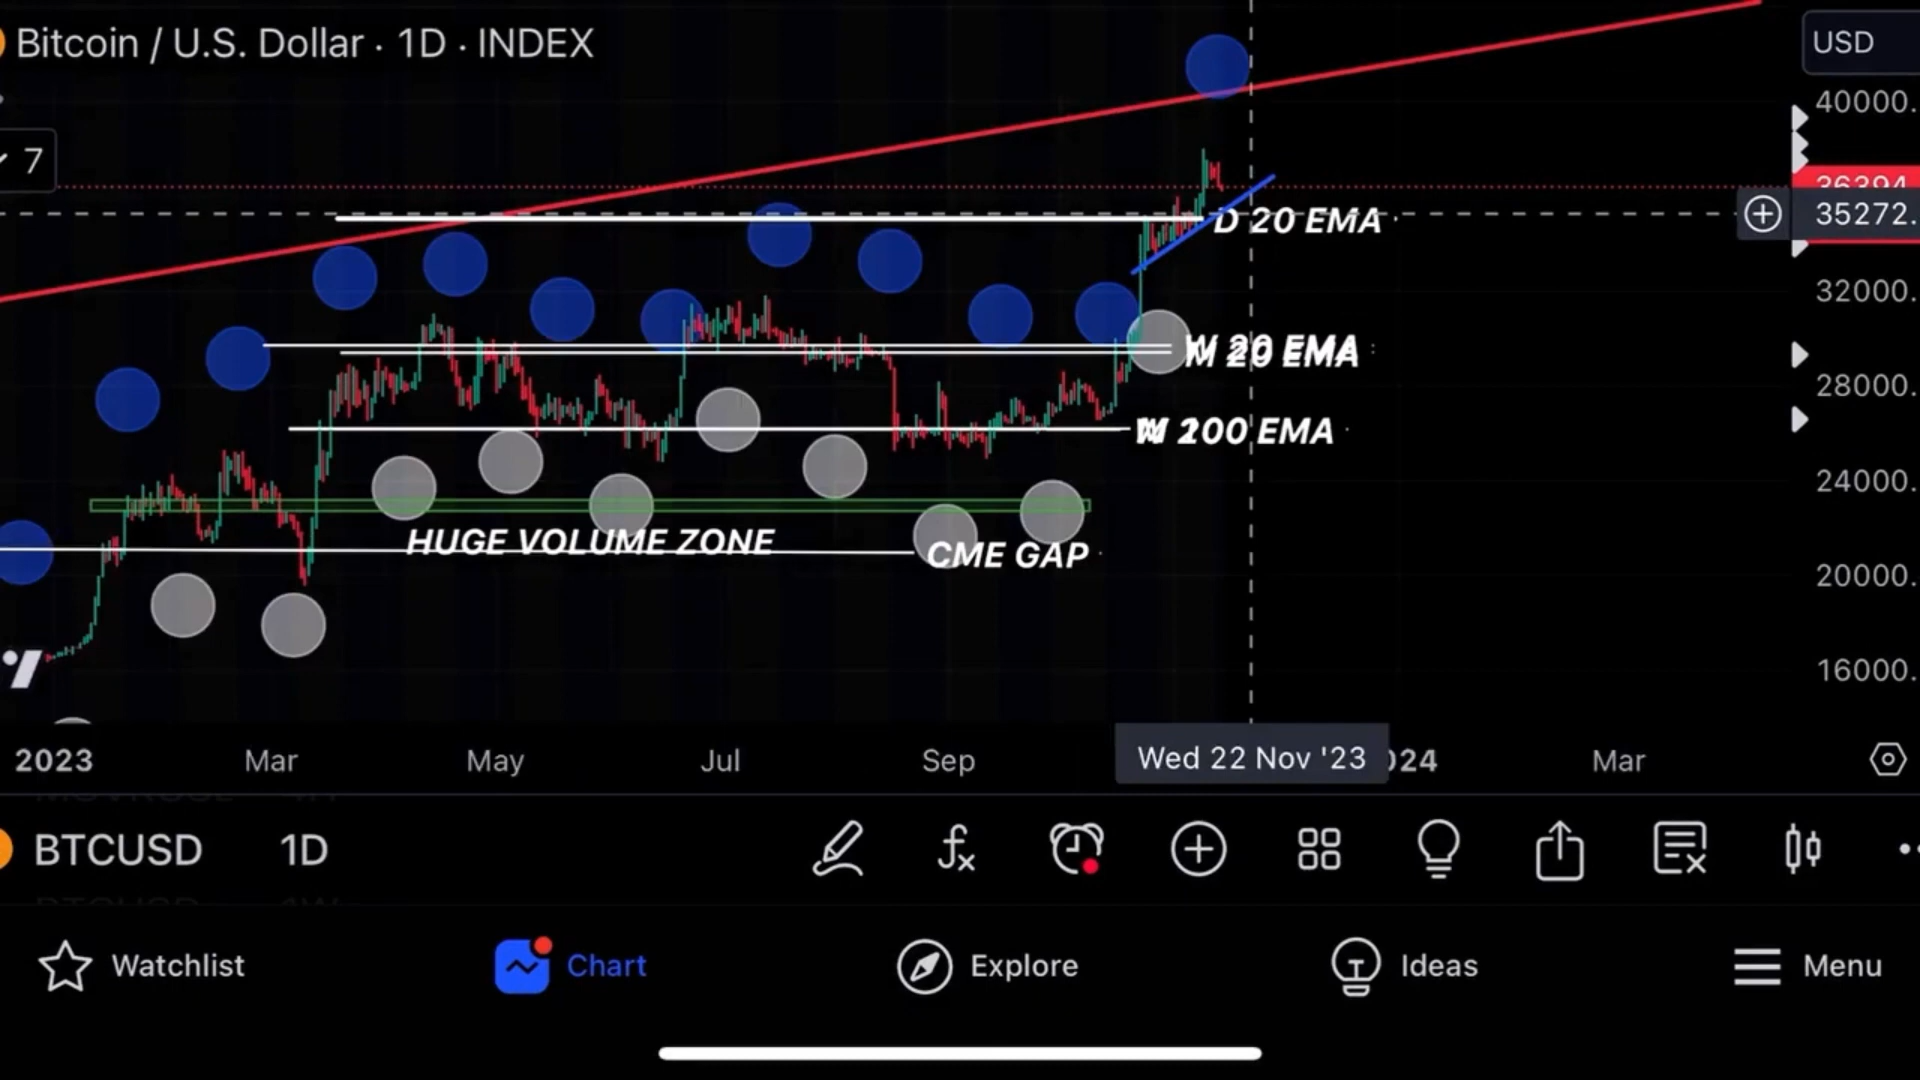 Bitcoin / U.S. Dollar · 1D · INDEX
USD
40000.
7
36394
35272.
D 20 EMA
32000.
M 20 EMA
28000.
200 EMA
24000.
HUGE VOLUME ZONE
CME GAP
20000.
16000.
2023
Mar
May
Jul
Sep
Wed 22 Nov '23
024
Mar
BTCUSD 1D
Watchlist
Chart
Explore
Ideas
Menu